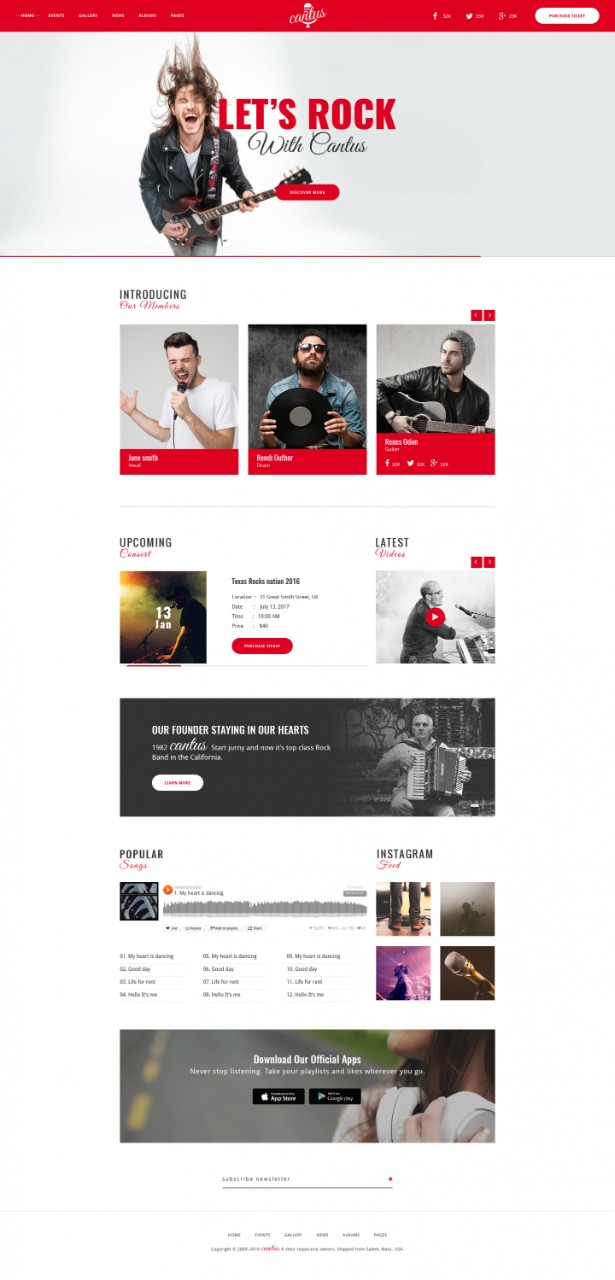 HOME EVENTS GALLERY NEWS ALBUMS PAGES
cantus
32K 55K 23K
PURCHASE TICKET
LET'S ROCK
With Cantus
DISCOVER MORE
INTRODUCING
Our Members
Jone smith
Vocal
Rendi Outhor
Drum
Renes Odien
Guiter
32K 32K 32K
UPCOMING
Consert
13
Jan
Texas Rocks nation 2016
Location : 31 Great Smith Street, UK
Date : July 13, 2017
Time : 10:00 AM
Price : $40
PURCHASE TICKET
LATEST
Videos
OUR FOUNDER STAYING IN OUR HEARTS
1982 cantus Start jurny and now it's top class Rock
Band in the California.
LEARN MORE
POPULAR
Songs
1. My heart is dancing
Like Repost Add to playlist Share
01. My heart is dancing
02. Good day
03. Life for rent
04. Hello It's me
05. My heart is dancing
06. Good day
07. Life for rent
08. Hello It's me
09. My heart is dancing
10. Good day
11. Life for rent
12. Hello It's me
INSTAGRAM
Feed
Download Our Official Apps
Never stop listening. Take your playlists and likes wherever you go.
App Store
Google play
subscribe newsletter
HOME EVENTS GALLERY NEWS ALBUMS PAGES
Copyright © 2009-2016 cantus © their respective owners. Shipped from Salem, Mass, USA.